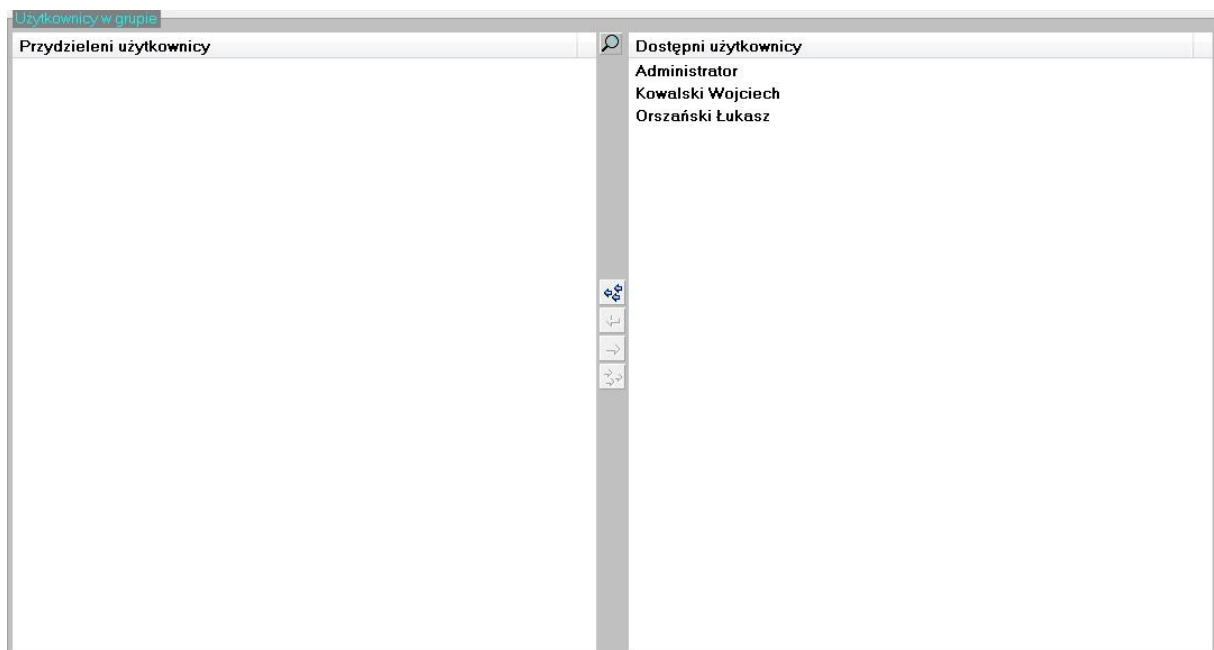 Użytkownicy w grupie
Przydzieleni użytkownicy
Dostępni użytkownicy
Administrator
Kowalski Wojciech
Orszański Łukasz